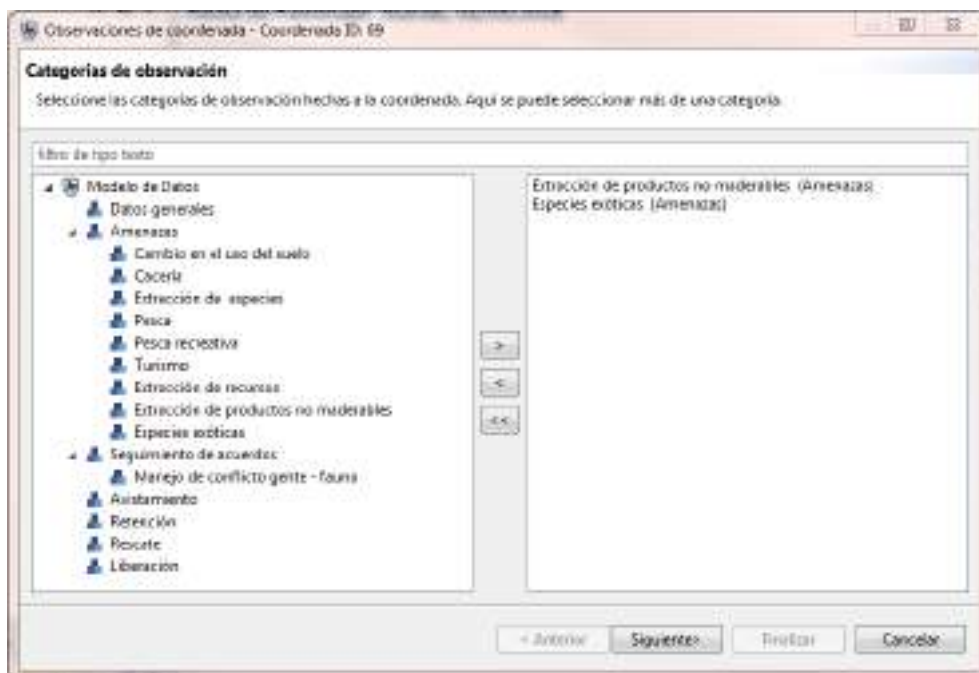 Observaciones de coordenada - Coordenada ID: 69
Categorías de observación
Seleccione las categorías de observación hechas a la coordenada. Aquí se puede seleccionar más de una categoría.
filtro de tipo texto
Modelo de Datos
Datos generales
Amenazas
Cambio en el uso del suelo
Cacería
Extracción de especies
Pesca
Pesca recreativa
Turismo
Extracción de recursos
Extracción de productos no maderables
Especies exóticas
Seguimiento de acuerdos
Manejo de conflicto gente - fauna
Avistamiento
Retención
Rescate
Liberación
>
<
<<
Extracción de productos no maderables (Amenazas)
Especies exóticas (Amenazas)
< Anterior
Siguiente>
Finalizar
Cancelar